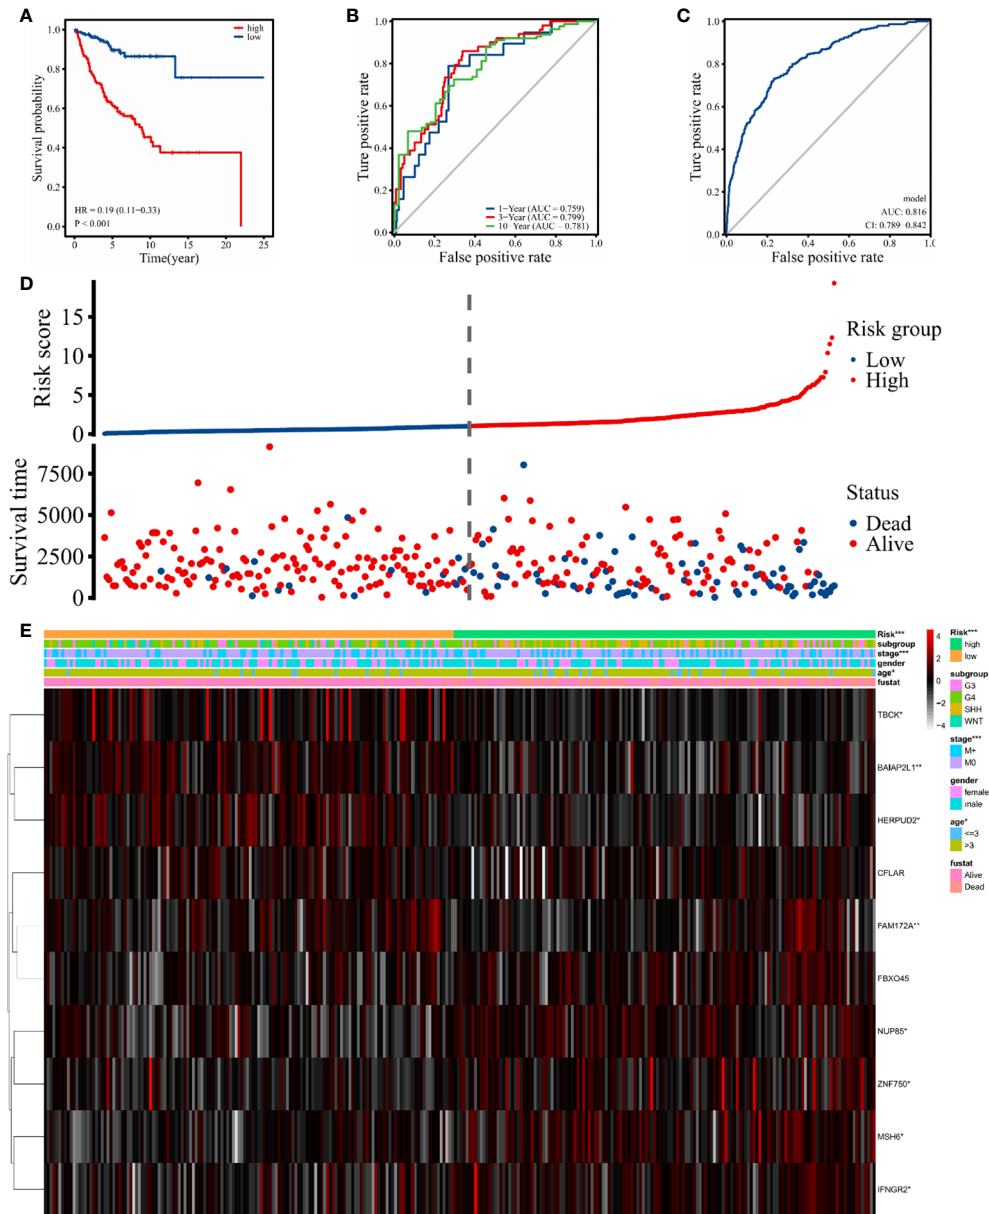 A
high
low
Survival probability
1.0
0.8
0.6
0.4
0.2
0.0
HR = 0.19 (0.11−0.33)
P < 0.001
0
5
10
15
20
25
Time(year)
B
Ture positive rate
1.0
0.8
0.6
0.4
0.2
0.0
1−Year (AUC = 0.759)
3−Year (AUC = 0.799)
10−Year (AUC = 0.781)
0.0
0.2
0.4
0.6
0.8
1.0
False positive rate
C
Ture positive rate
1.0
0.8
0.6
0.4
0.2
0.0
model
AUC: 0.816
CI: 0.789−0.842
0.0
0.2
0.4
0.6
0.8
1.0
False positive rate
D
Risk score
15
10
5
0
Risk group
Low
High
Survival time
7500
5000
2500
0
Status
Dead
Alive
E
Risk***
subgroup
stage***
gender
age*
fustat
TBCK*
BAIAP2L1**
HERPUD2*
CFLAR
FAM172A**
FBXO45
NUP85*
ZNF750*
MSH6*
IFNGR2*
4
2
0
−2
−4
Risk***
high
low
subgroup
G3
G4
SHH
WNT
stage***
M+
M0
gender
female
male
age*
<=3
>3
fustat
Alive
Dead